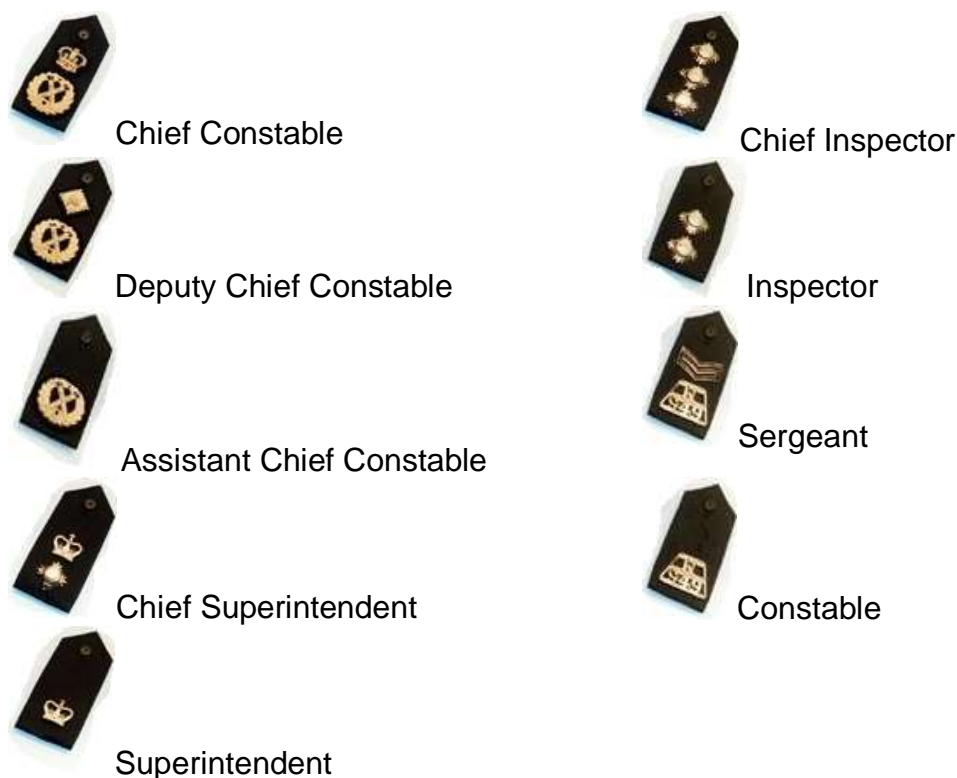 Chief Constable
Deputy Chief Constable
Assistant Chief Constable
Chief Superintendent
Superintendent
Chief Inspector
Inspector
Sergeant
Constable